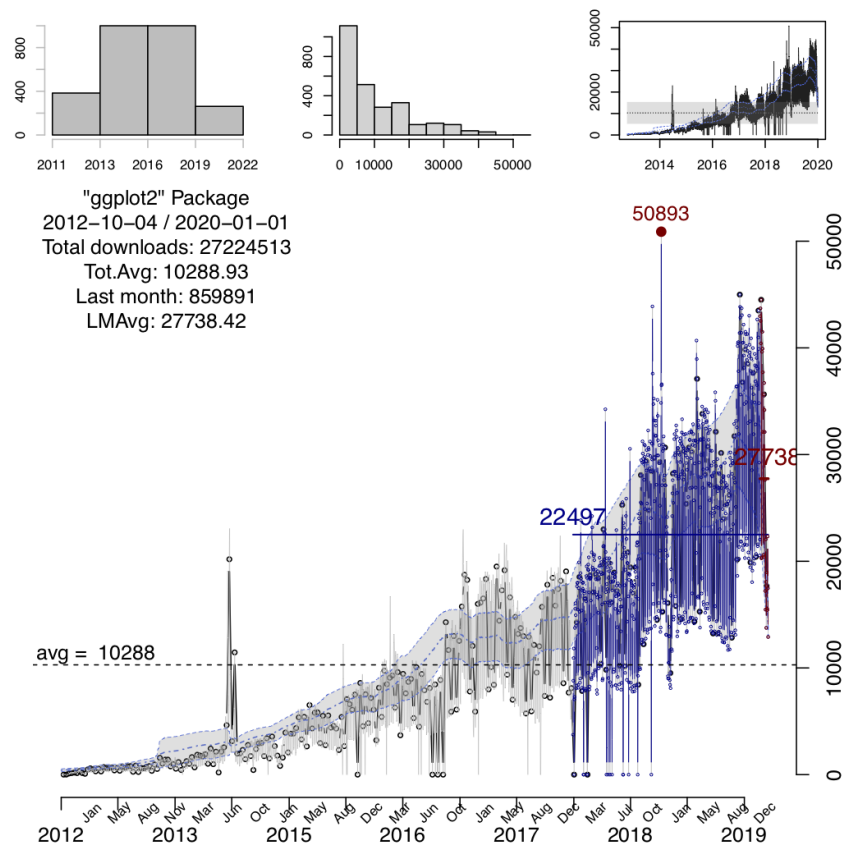 800
400
0
2011 2013 2016 2019 2022
1000
400
0
0 10000 30000 50000
50000
20000
0
2014 2016 2018 2020
"ggplot2" Package
2012−10−04 / 2020−01−01
Total downloads: 27224513
Tot.Avg: 10288.93
Last month: 859891
LMAvg: 27738.42
50893
50000
40000
30000
27738
22497
20000
avg = 10288
10000
0
Jan May Aug Nov Mar Jun Oct Jan May Aug Dec Mar Jun Oct Jan May Aug Dec Mar Jul Oct Jan May Aug Dec
2012 2013 2015 2016 2017 2018 2019